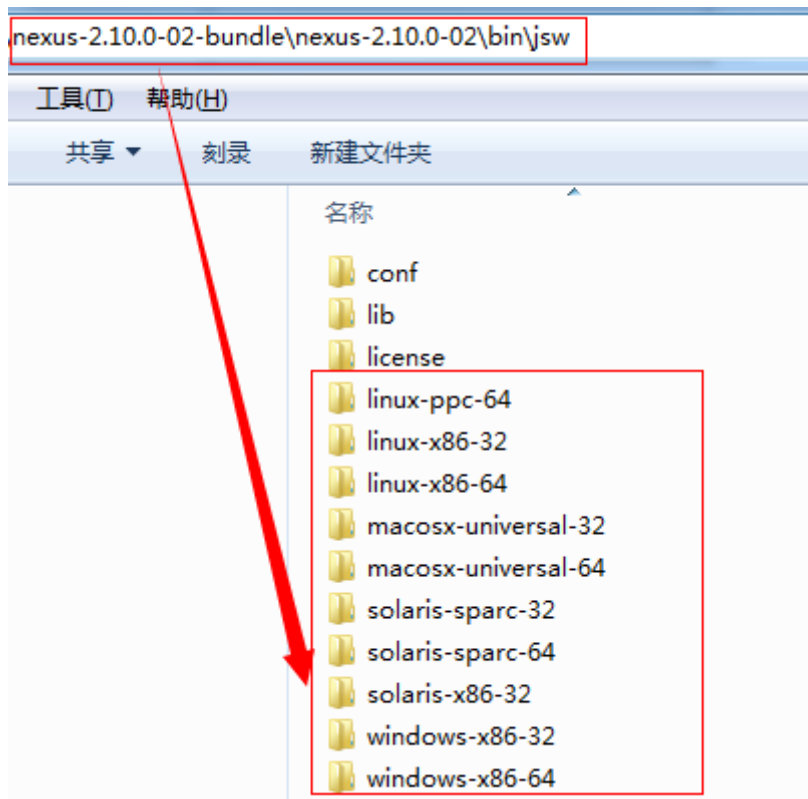 nexus-2.10.0-02-bundle\nexus-2.10.0-02\bin\jsw
工具(T) 帮助(H)
共享 刻录 新建文件夹
名称
conf
lib
license
linux-ppc-64
linux-x86-32
linux-x86-64
macosx-universal-32
macosx-universal-64
solaris-sparc-32
solaris-sparc-64
solaris-x86-32
windows-x86-32
windows-x86-64